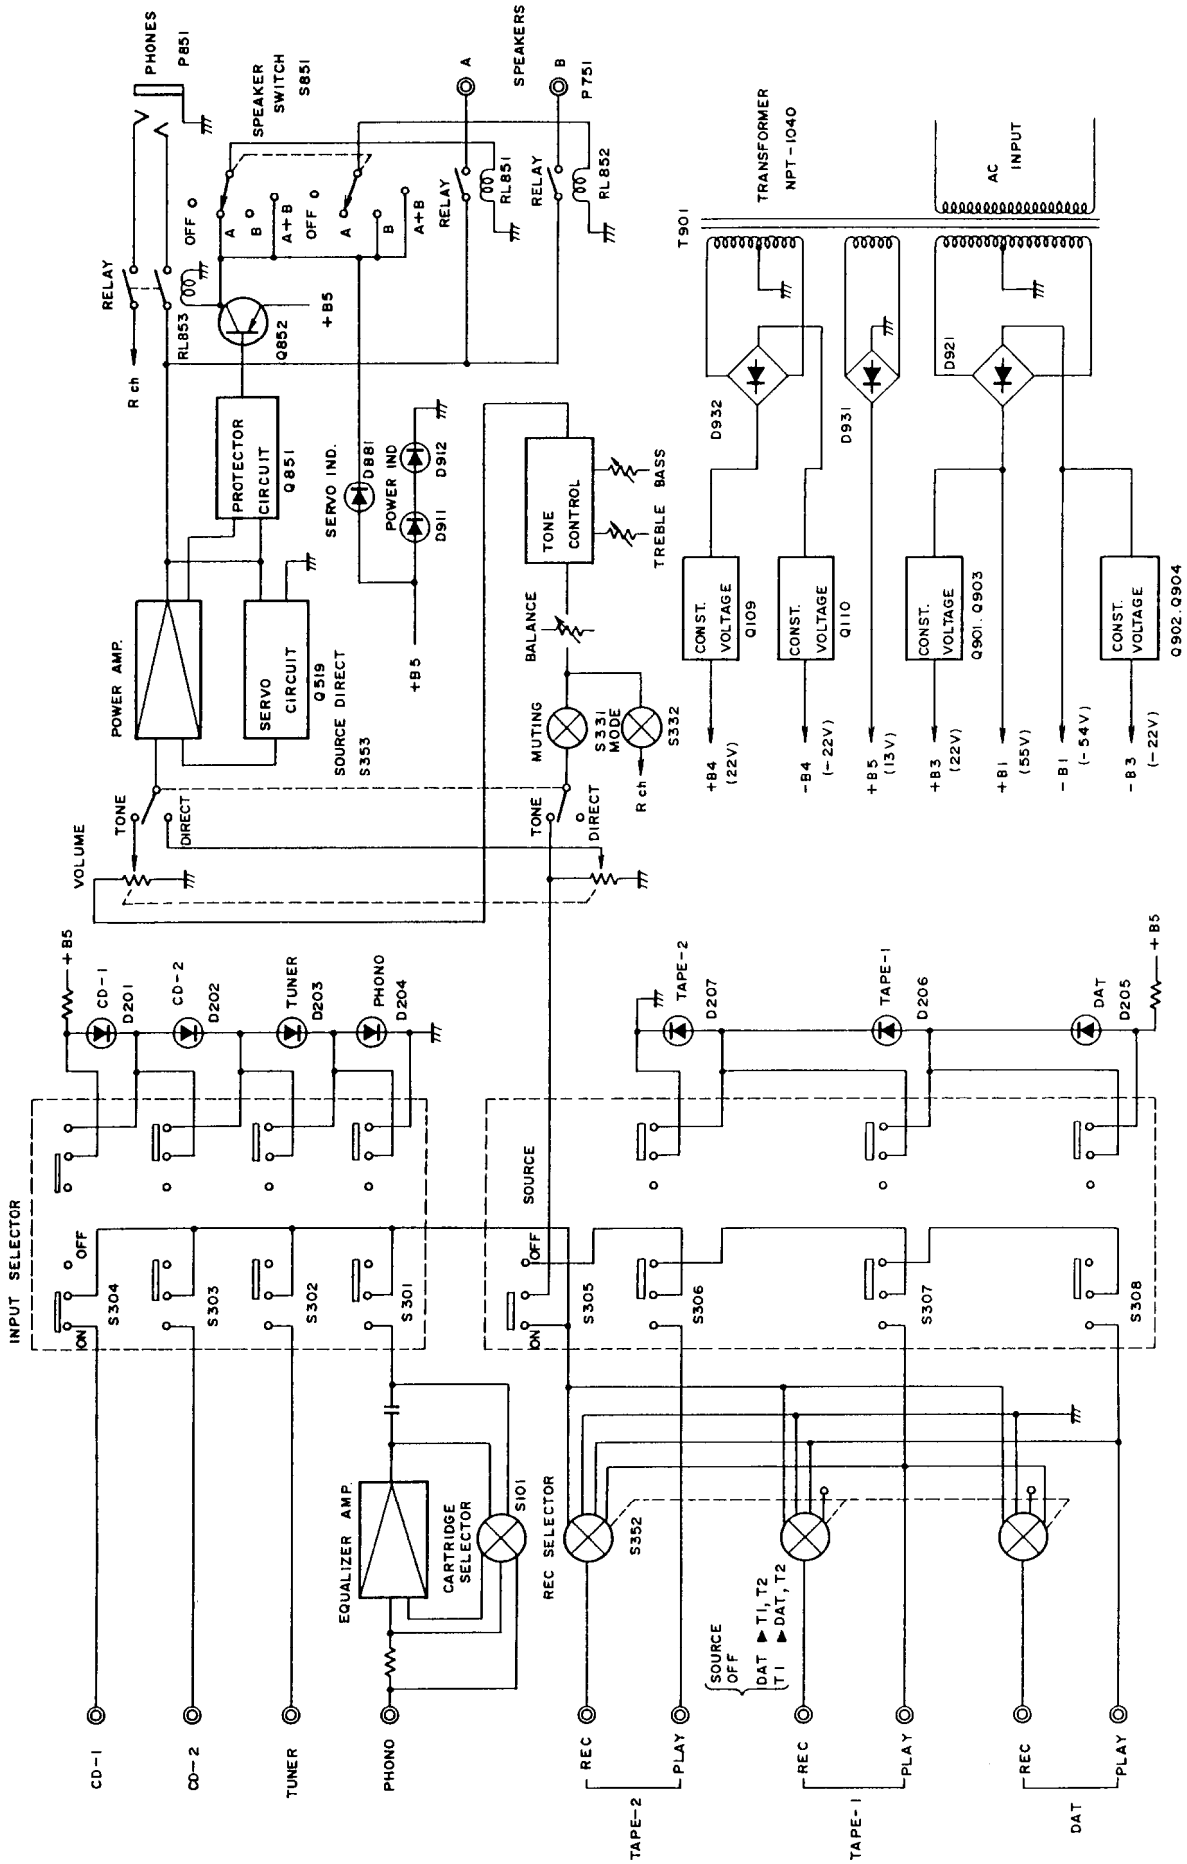 INPUT SELECTOR
CD-1
CD-2
TUNER
PHONO
ON
OFF
S304
S303
S302
S301
+B5
CD-1
D201
CD-2
D202
TUNER
D203
PHONO
D204
EQUALIZER AMP.
CARTRIDGE
SELECTOR
S101
REC SELECTOR
S352
SOURCE
OFF
DAT ▶ T1, T2
T1 ▶ DAT, T2
REC
PLAY
TAPE-2
REC
PLAY
TAPE-1
REC
PLAY
DAT
SOURCE
ON
OFF
S305
S306
S307
S308
TAPE-2
D207
TAPE-1
D206
DAT
D205
+B5
VOLUME
TONE
DIRECT
SOURCE DIRECT
S353
TONE
DIRECT
POWER AMP.
SERVO
CIRCUIT
Q519
PROTECTOR
CIRCUIT
Q851
R ch
RELAY
RL853
Q852
+B5
PHONES
P851
SPEAKER
SWITCH
S851
OFF
A
B
A+B
OFF
A
B
A+B
RELAY
RL851
RELAY
RL852
SPEAKERS
A
B
P751
SERVO IND.
D881
POWER IND
D911
D912
+B5
MUTING
S331
MODE
S332
R ch
BALANCE
TONE
CONTROL
TREBLE
BASS
TRANSFORMER
NPT-1040
T901
AC
INPUT
D932
D931
D921
CONST.
VOLTAGE
Q109
CONST.
VOLTAGE
Q110
CONST.
VOLTAGE
Q901. Q903
CONST.
VOLTAGE
Q902. Q904
+B4
(22V)
-B4
(-22V)
+B5
(13V)
+B3
(22V)
+B1
(55V)
-B1
(-54V)
-B3
(-22V)